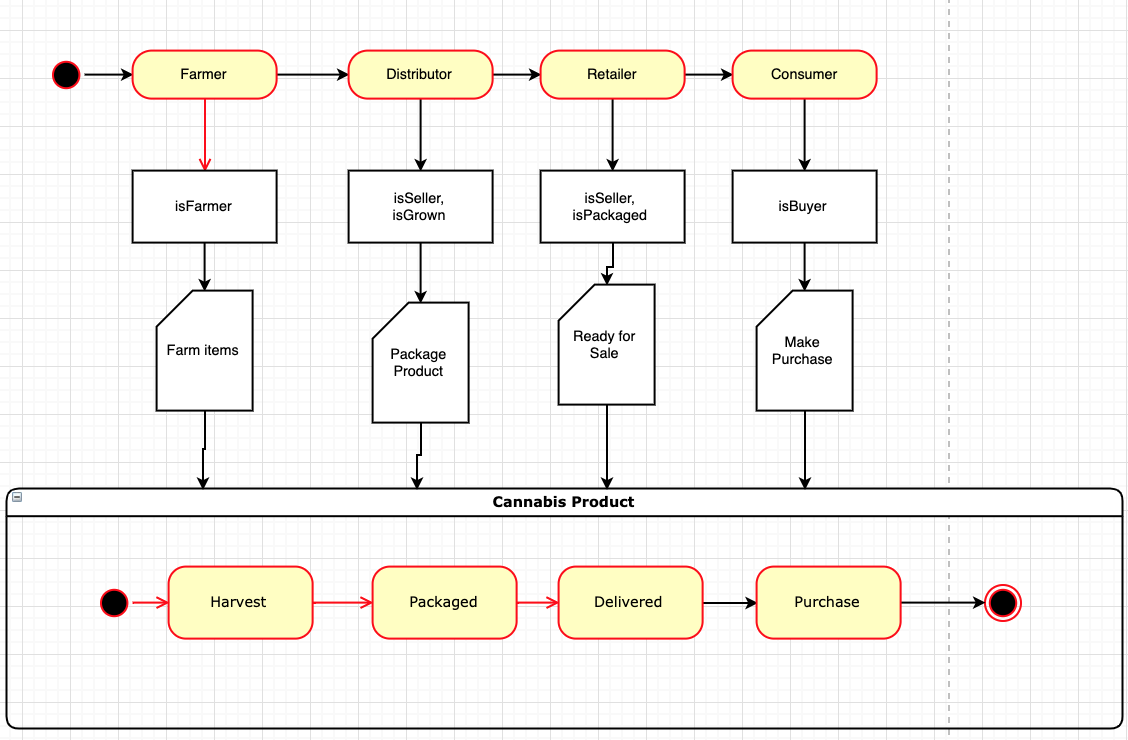 Farmer
Distributor
Retailer
Consumer
isFarmer
isSeller,
isGrown
isSeller,
isPackaged
isBuyer
Farm items
Package
Product
Ready for
Sale
Make
Purchase
Cannabis Product
Harvest
Packaged
Delivered
Purchase